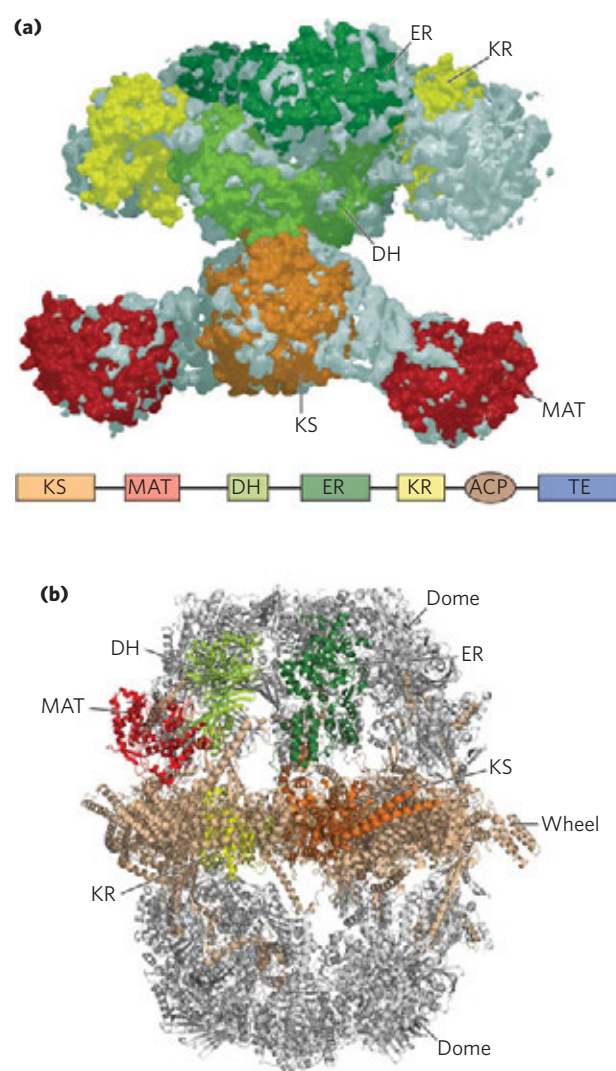 (a)
ER
KR
DH
KS
MAT
KS MAT DH ER KR ACP TE
(b)
Dome
DH
ER
MAT
KS
Wheel
KR
Dome